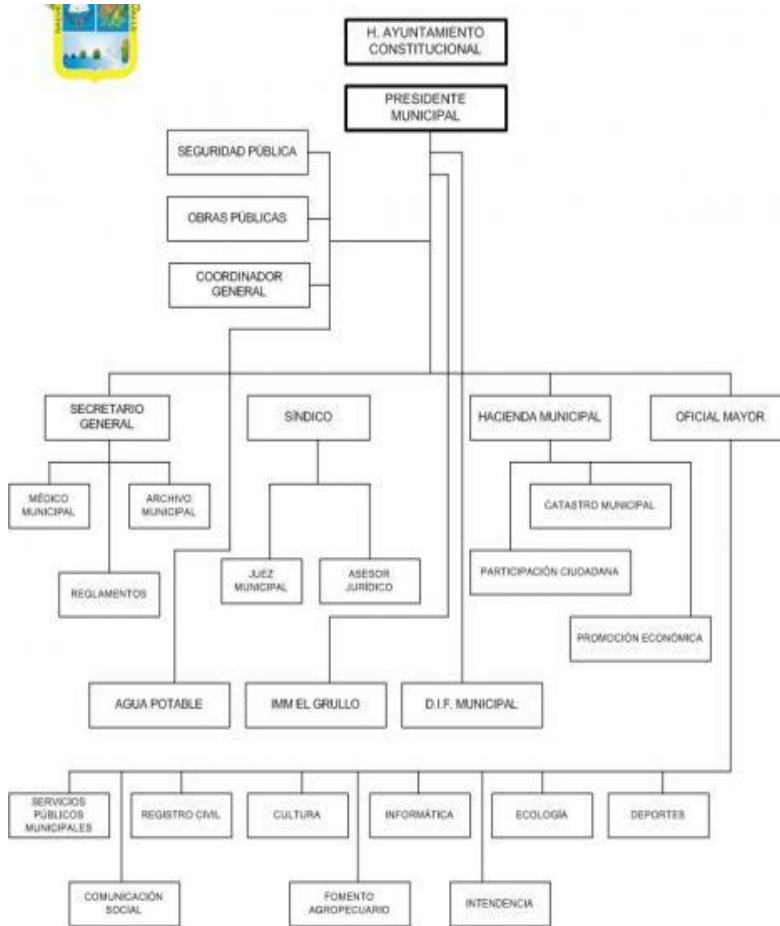 H. AYUNTAMIENTO
CONSTITUCIONAL
PRESIDENTE
MUNICIPAL
SEGURIDAD PÚBLICA
OBRAS PÚBLICAS
COORDINADOR
GENERAL
SECRETARIO
GENERAL
SÍNDICO
HACIENDA MUNICIPAL
OFICIAL MAYOR
MÉDICO
MUNICIPAL
ARCHIVO
MUNICIPAL
CATASTRO MUNICIPAL
REGLAMENTOS
JUEZ
MUNICIPAL
ASESOR
JURÍDICO
PARTICIPACIÓN CIUDADANA
PROMOCIÓN ECONÓMICA
AGUA POTABLE
IMM EL GRULLO
D.I.F. MUNICIPAL
SERVICIOS
PÚBLICOS
MUNICIPALES
REGISTRO CIVIL
CULTURA
INFORMÁTICA
ECOLOGÍA
DEPORTES
COMUNICACIÓN
SOCIAL
FOMENTO
AGROPECUARIO
INTENDENCIA